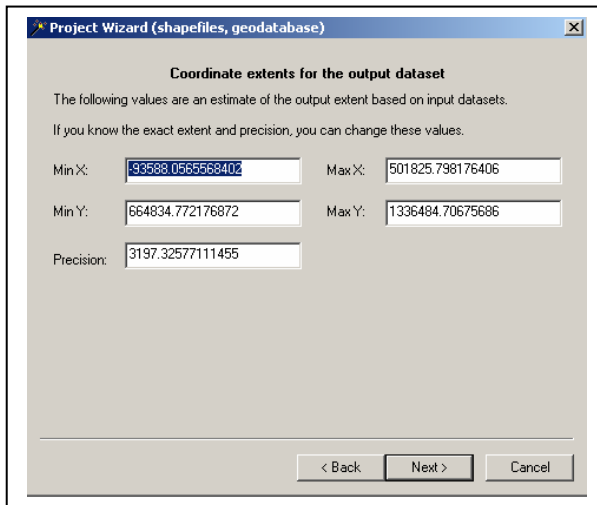 Project Wizard (shapefiles, geodatabase)
Coordinate extents for the output dataset
The following values are an estimate of the output extent based on input datasets.
If you know the exact extent and precision, you can change these values.
Min X: -93588.0565568402 Max X: 501825.798176406
Min Y: 664834.772176872 Max Y: 1336484.70675686
Precision: 3197.32577111455
< Back Next > Cancel